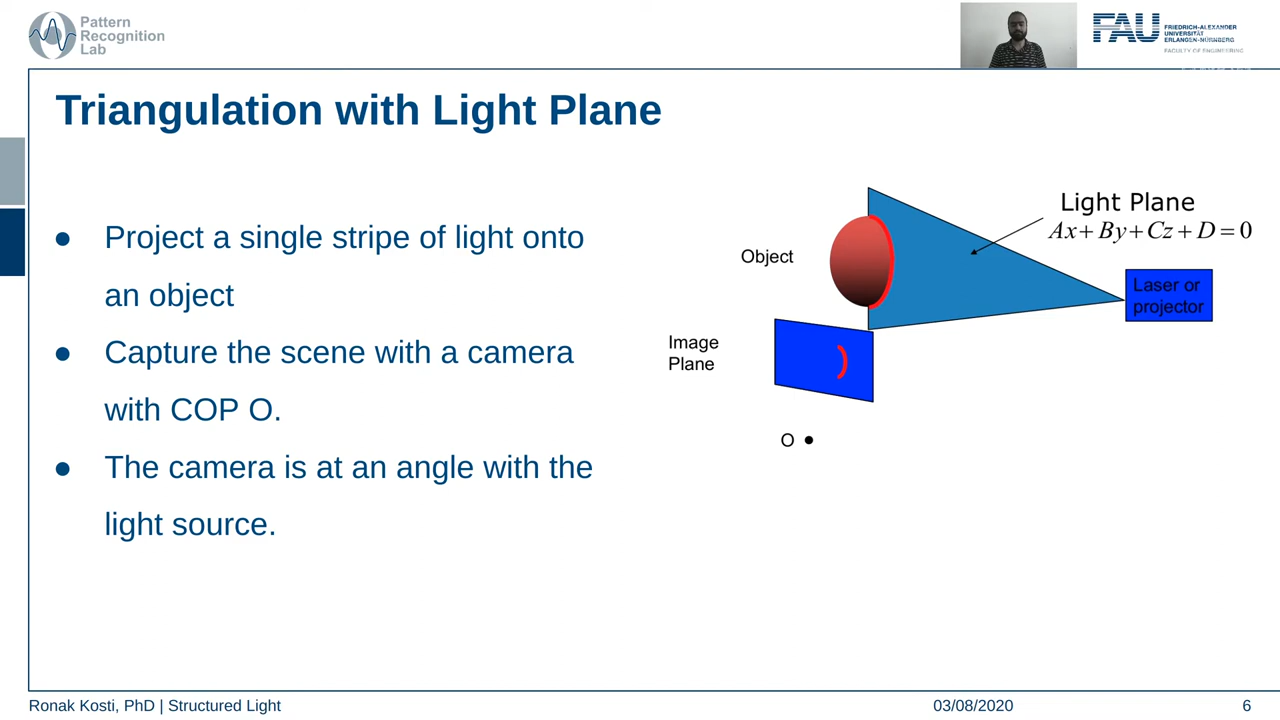 Pattern
Recognition
Lab
FAU
FRIEDRICH-ALEXANDER
UNIVERSITÄT
ERLANGEN-NÜRNBERG
FACULTY OF ENGINEERING
Triangulation with Light Plane
● Project a single stripe of light onto
an object
● Capture the scene with a camera
with COP O.
● The camera is at an angle with the
light source.
Light Plane
Ax + By + Cz + D = 0
Object
Laser or
projector
Image
Plane
O
Ronak Kosti, PhD | Structured Light
03/08/2020
6